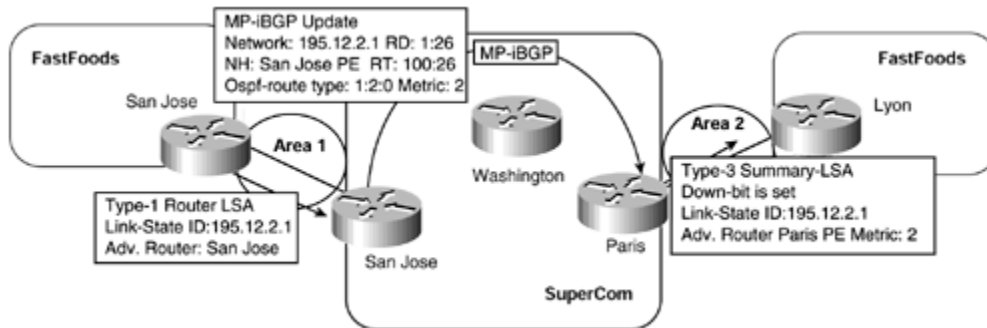 MP-iBGP Update
Network: 195.12.2.1 RD: 1:26
NH: San Jose PE RT: 100:26
Ospf-route type: 1:2:0 Metric: 2
MP-iBGP
FastFoods
San Jose
Area 1
Type-1 Router LSA
Link-State ID:195.12.2.1
Adv. Router: San Jose
San Jose
Washington
Paris
SuperCom
Area 2
FastFoods
Lyon
Type-3 Summary-LSA
Down-bit is set
Link-State ID:195.12.2.1
Adv. Router Paris PE Metric: 2